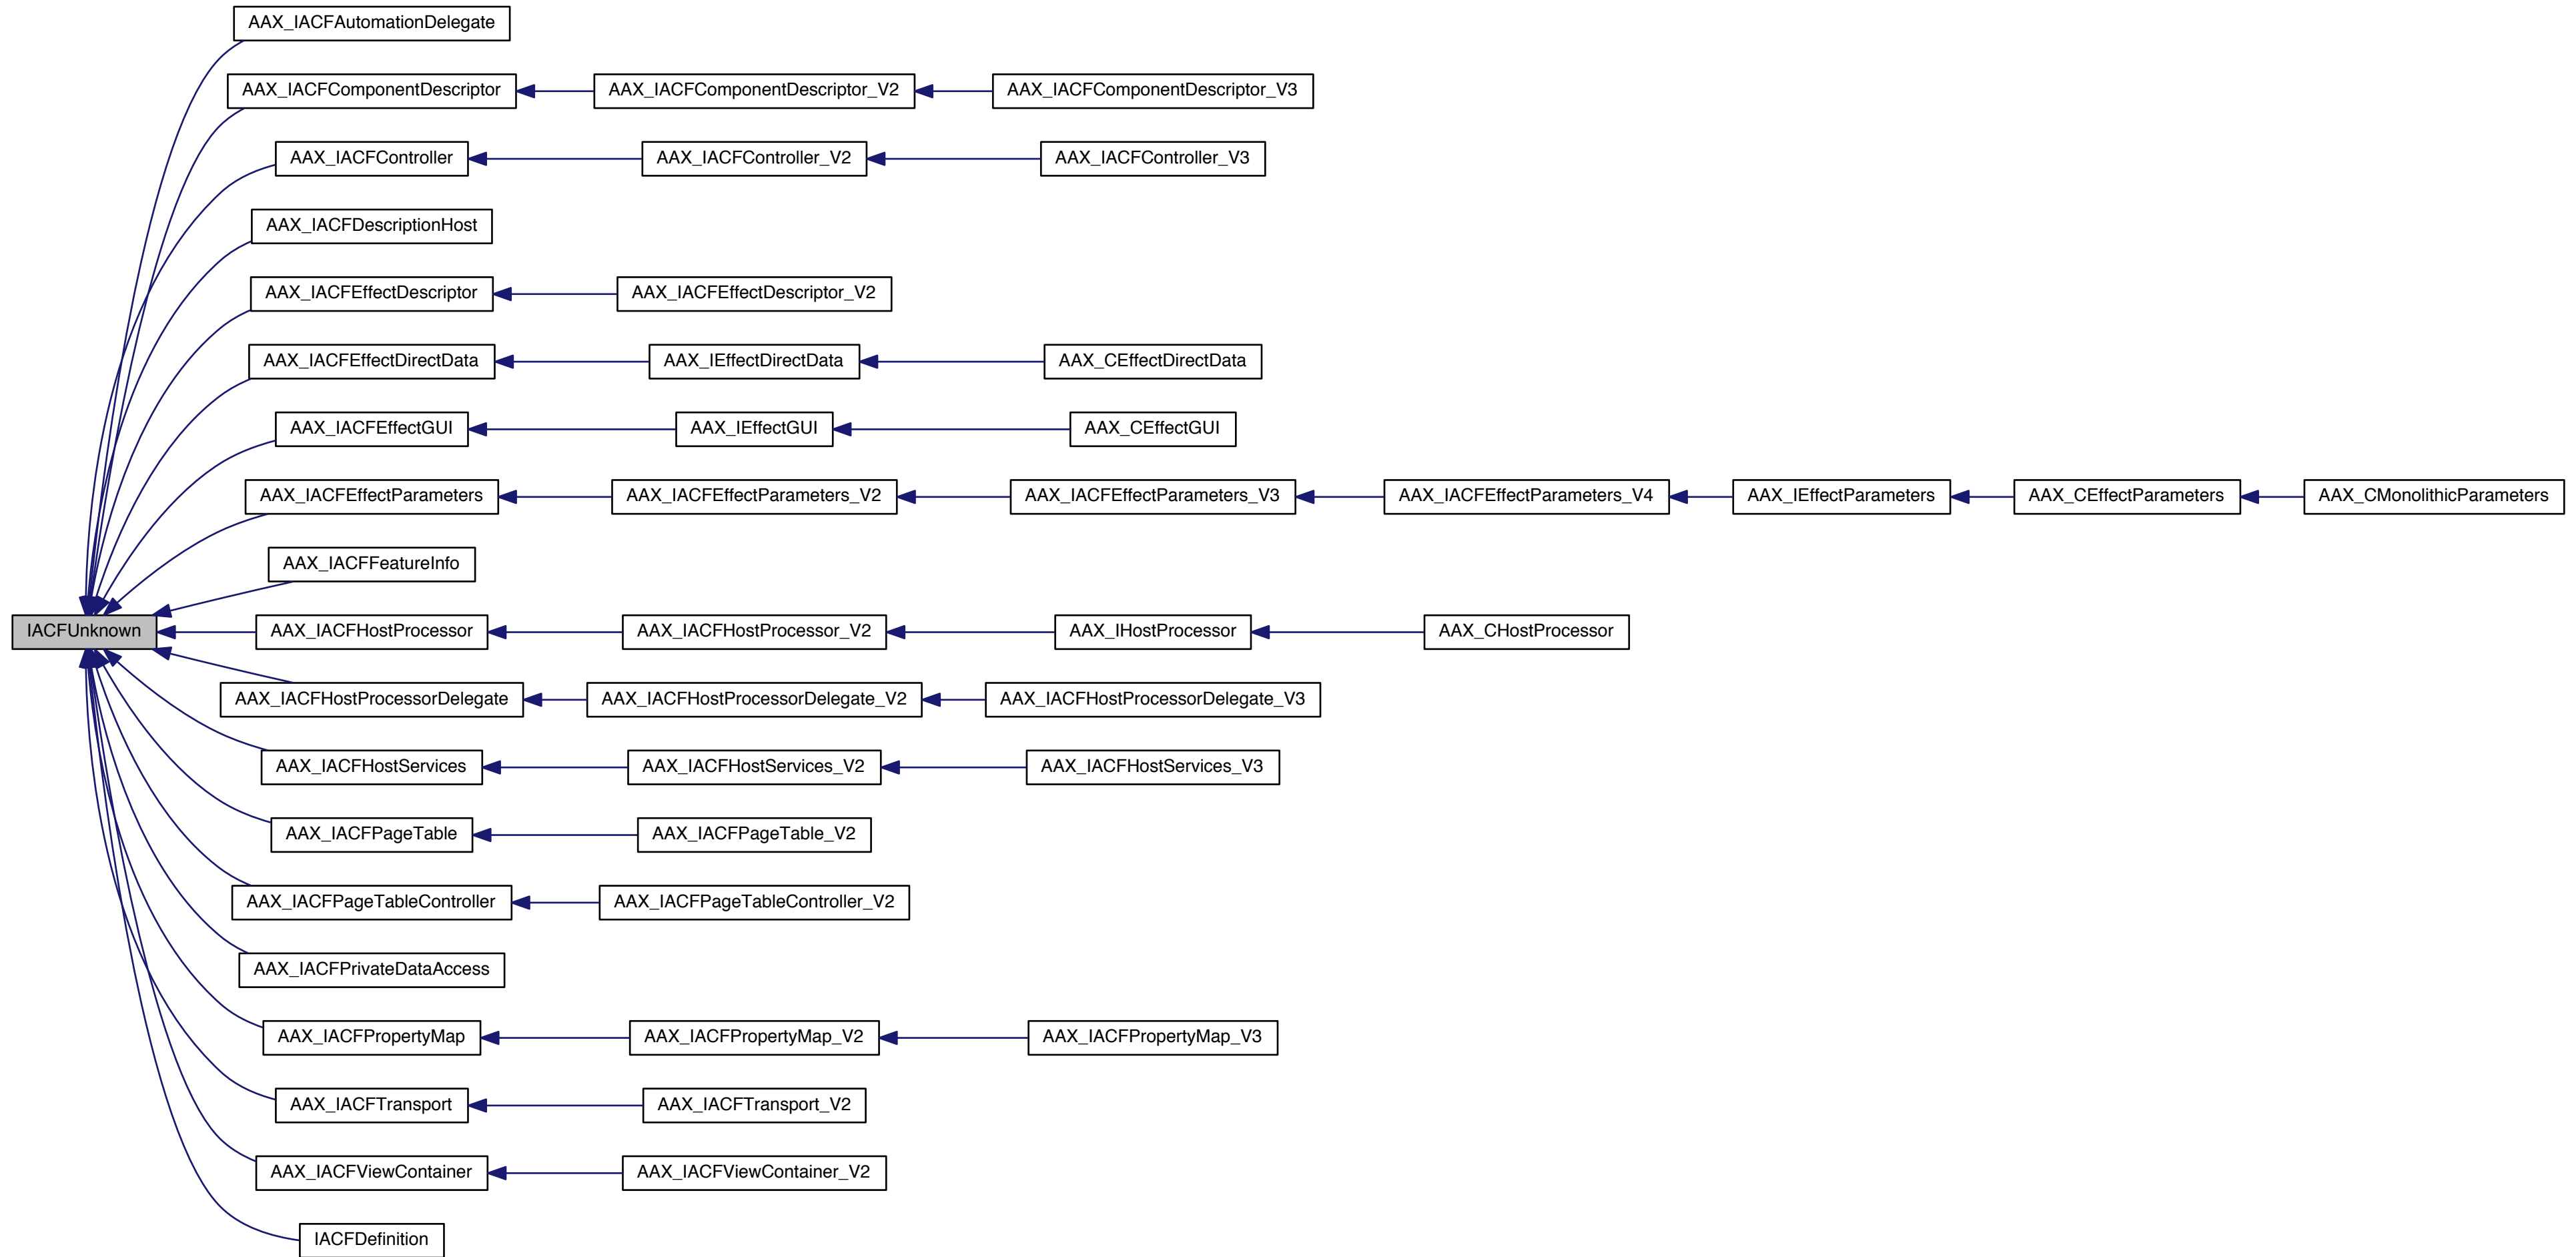 AAX_IACFAutomationDelegate
AAX_IACFComponentDescriptor AAX_IACFComponentDescriptor_V2 AAX_IACFComponentDescriptor_V3
AAX_IACFController AAX_IACFController_V2 AAX_IACFController_V3
AAX_IACFDescriptionHost
AAX_IACFEffectDescriptor AAX_IACFEffectDescriptor_V2
AAX_IACFEffectDirectData AAX_IEffectDirectData AAX_CEffectDirectData
AAX_IACFEffectGUI AAX_IEffectGUI AAX_CEffectGUI
AAX_IACFEffectParameters AAX_IACFEffectParameters_V2 AAX_IACFEffectParameters_V3 AAX_IACFEffectParameters_V4 AAX_IEffectParameters AAX_CEffectParameters AAX_CMonolithicParameters
AAX_IACFFeatureInfo
IACFUnknown AAX_IACFHostProcessor AAX_IACFHostProcessor_V2 AAX_IHostProcessor AAX_CHostProcessor
AAX_IACFHostProcessorDelegate AAX_IACFHostProcessorDelegate_V2 AAX_IACFHostProcessorDelegate_V3
AAX_IACFHostServices AAX_IACFHostServices_V2 AAX_IACFHostServices_V3
AAX_IACFPageTable AAX_IACFPageTable_V2
AAX_IACFPageTableController AAX_IACFPageTableController_V2
AAX_IACFPrivateDataAccess
AAX_IACFPropertyMap AAX_IACFPropertyMap_V2 AAX_IACFPropertyMap_V3
AAX_IACFTransport AAX_IACFTransport_V2
AAX_IACFViewContainer AAX_IACFViewContainer_V2
IACFDefinition